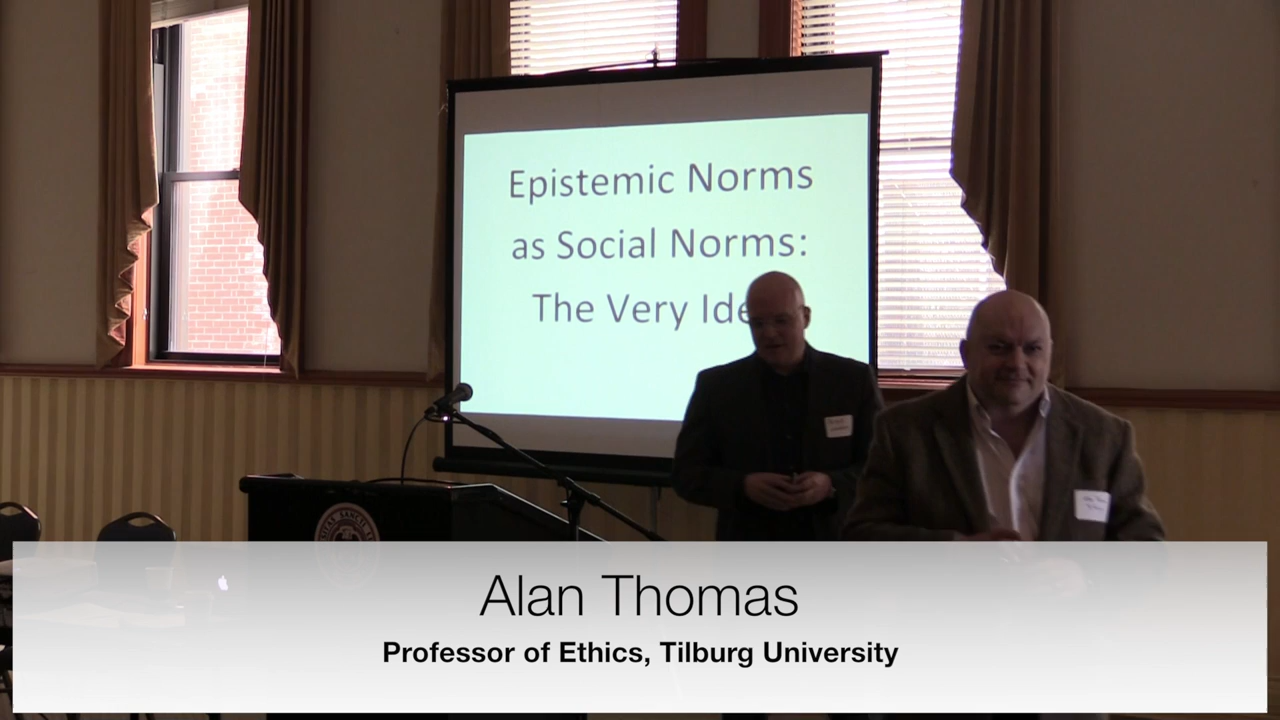 Epistemic Norms
as Social Norms:
The Very Ide
Alan Thomas
Professor of Ethics, Tilburg University